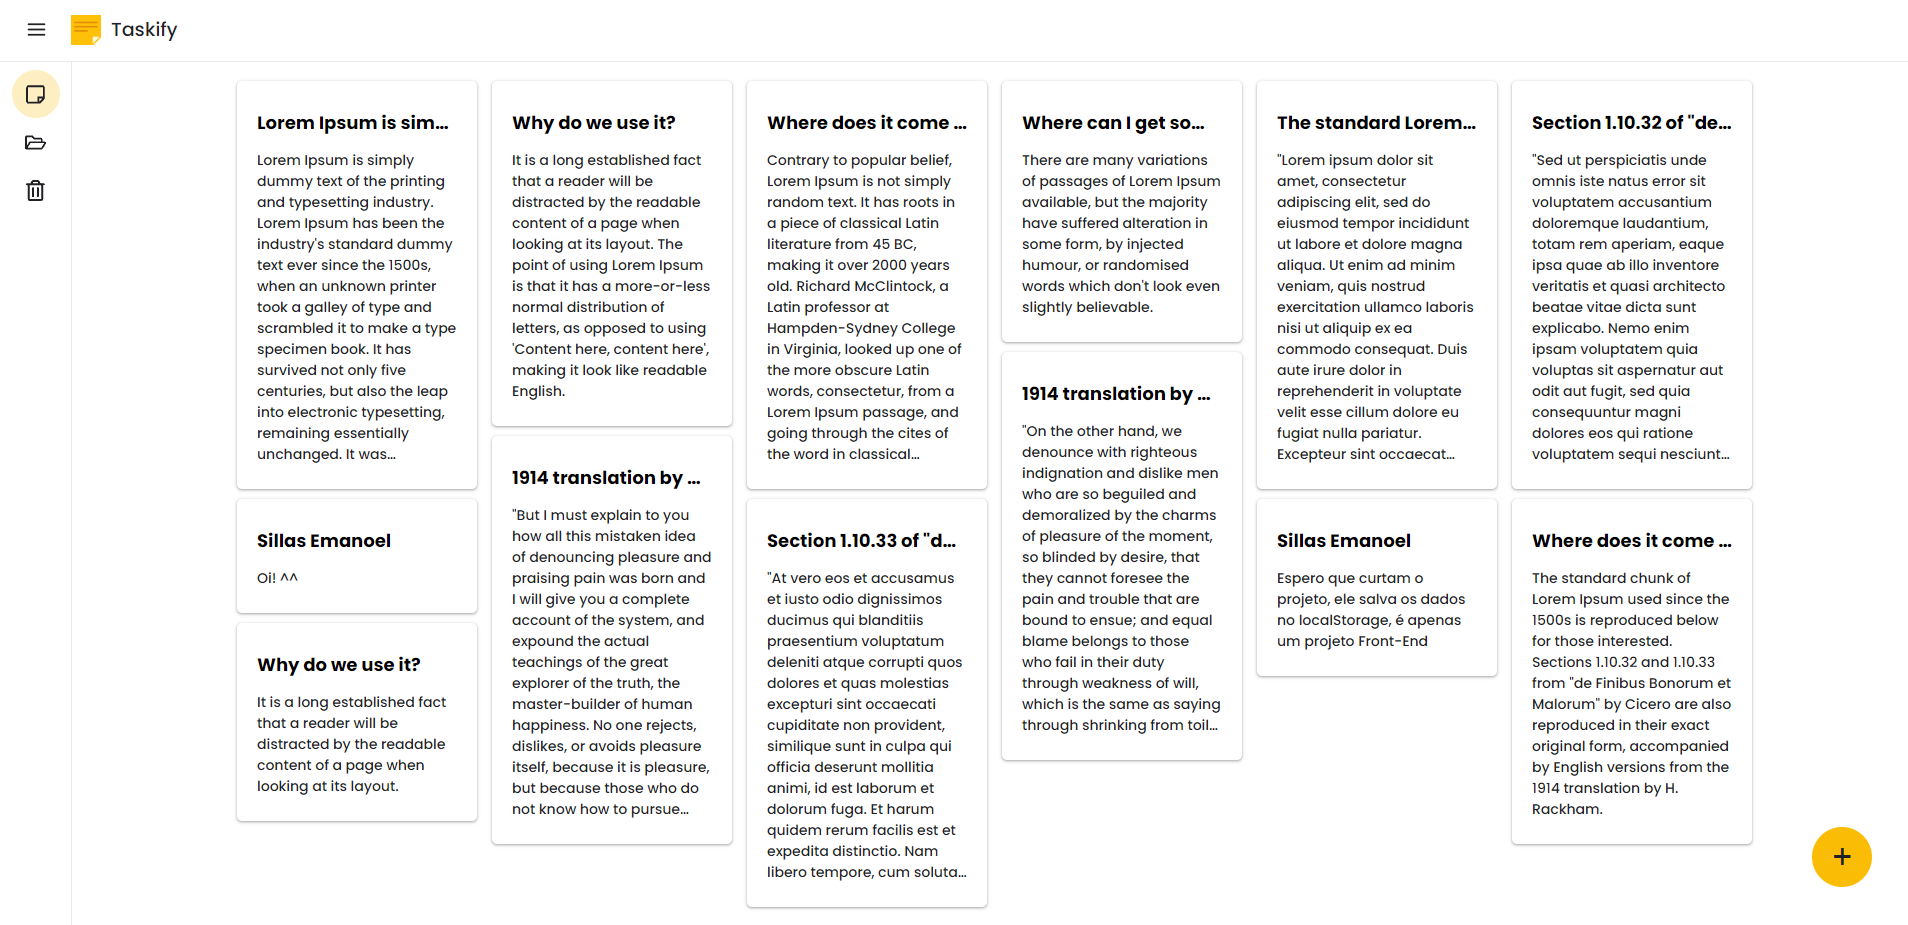 Taskify
Lorem Ipsum is sim...
Lorem Ipsum is simply
dummy text of the printing
and typesetting industry.
Lorem Ipsum has been the
industry's standard dummy
text ever since the 1500s,
when an unknown printer
took a galley of type and
scrambled it to make a type
specimen book. It has
survived not only five
centuries, but also the leap
into electronic typesetting,
remaining essentially
unchanged. It was...
Sillas Emanoel
Oi! ^^
Why do we use it?
It is a long established fact
that a reader will be
distracted by the readable
content of a page when
looking at its layout.
Why do we use it?
It is a long established fact
that a reader will be
distracted by the readable
content of a page when
looking at its layout. The
point of using Lorem Ipsum
is that it has a more-or-less
normal distribution of
letters, as opposed to using
'Content here, content here',
making it look like readable
English.
1914 translation by ...
"But I must explain to you
how all this mistaken idea
of denouncing pleasure and
praising pain was born and
I will give you a complete
account of the system, and
expound the actual
teachings of the great
explorer of the truth, the
master-builder of human
happiness. No one rejects,
dislikes, or avoids pleasure
itself, because it is pleasure,
but because those who do
not know how to pursue...
Where does it come ...
Contrary to popular belief,
Lorem Ipsum is not simply
random text. It has roots in
a piece of classical Latin
literature from 45 BC,
making it over 2000 years
old. Richard McClintock, a
Latin professor at
Hampden-Sydney College
in Virginia, looked up one of
the more obscure Latin
words, consectetur, from a
Lorem Ipsum passage, and
going through the cites of
the word in classical...
Section 1.10.33 of "d...
"At vero eos et accusamus
et iusto odio dignissimos
ducimus qui blanditiis
praesentium voluptatum
deleniti atque corrupti quos
dolores et quas molestias
excepturi sint occaecati
cupiditate non provident,
similique sunt in culpa qui
officia deserunt mollitia
animi, id est laborum et
dolorum fuga. Et harum
quidem rerum facilis est et
expedita distinctio. Nam
libero tempore, cum soluta...
Where can I get so...
There are many variations
of passages of Lorem Ipsum
available, but the majority
have suffered alteration in
some form, by injected
humour, or randomised
words which don't look even
slightly believable.
1914 translation by ...
"On the other hand, we
denounce with righteous
indignation and dislike men
who are so beguiled and
demoralized by the charms
of pleasure of the moment,
so blinded by desire, that
they cannot foresee the
pain and trouble that are
bound to ensue; and equal
blame belongs to those
who fail in their duty
through weakness of will,
which is the same as saying
through shrinking from toil...
The standard Lorem...
"Lorem ipsum dolor sit
amet, consectetur
adipiscing elit, sed do
eiusmod tempor incididunt
ut labore et dolore magna
aliqua. Ut enim ad minim
veniam, quis nostrud
exercitation ullamco laboris
nisi ut aliquip ex ea
commodo consequat. Duis
aute irure dolor in
reprehenderit in voluptate
velit esse cillum dolore eu
fugiat nulla pariatur.
Excepteur sint occaecat...
Sillas Emanoel
Espero que curtam o
projeto, ele salva os dados
no localStorage, é apenas
um projeto Front-End
Section 1.10.32 of "de...
"Sed ut perspiciatis unde
omnis iste natus error sit
voluptatem accusantium
doloremque laudantium,
totam rem aperiam, eaque
ipsa quae ab illo inventore
veritatis et quasi architecto
beatae vitae dicta sunt
explicabo. Nemo enim
ipsam voluptatem quia
voluptas sit aspernatur aut
odit aut fugit, sed quia
consequuntur magni
dolores eos qui ratione
voluptatem sequi nesciunt...
Where does it come ...
The standard chunk of
Lorem Ipsum used since the
1500s is reproduced below
for those interested.
Sections 1.10.32 and 1.10.33
from "de Finibus Bonorum et
Malorum" by Cicero are also
reproduced in their exact
original form, accompanied
by English versions from the
1914 translation by H.
Rackham.